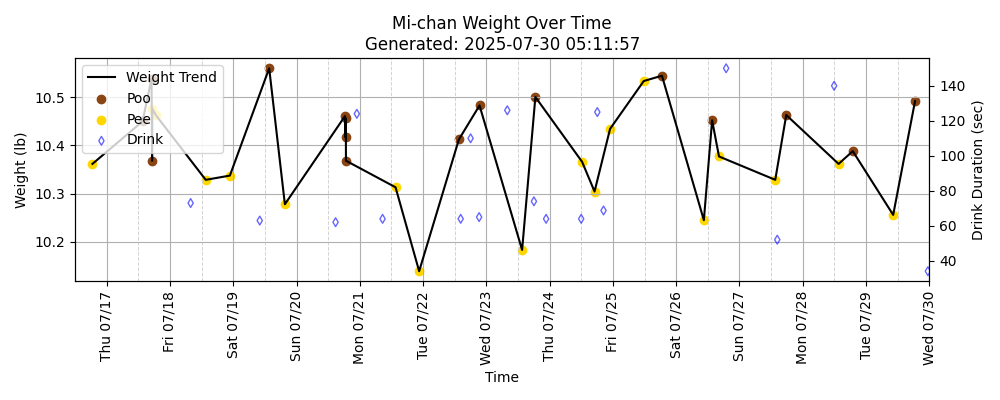 Mi-chan Weight Over Time
Generated: 2025-07-30 05:11:57
Weight Trend
Poo
Pee
Drink
Weight (lb)
10.5
10.4
10.3
10.2
140
120
100
80
60
40
Drink Duration (sec)
Thu 07/17
Fri 07/18
Sat 07/19
Sun 07/20
Mon 07/21
Tue 07/22
Wed 07/23
Thu 07/24
Fri 07/25
Sat 07/26
Sun 07/27
Mon 07/28
Tue 07/29
Wed 07/30
Time